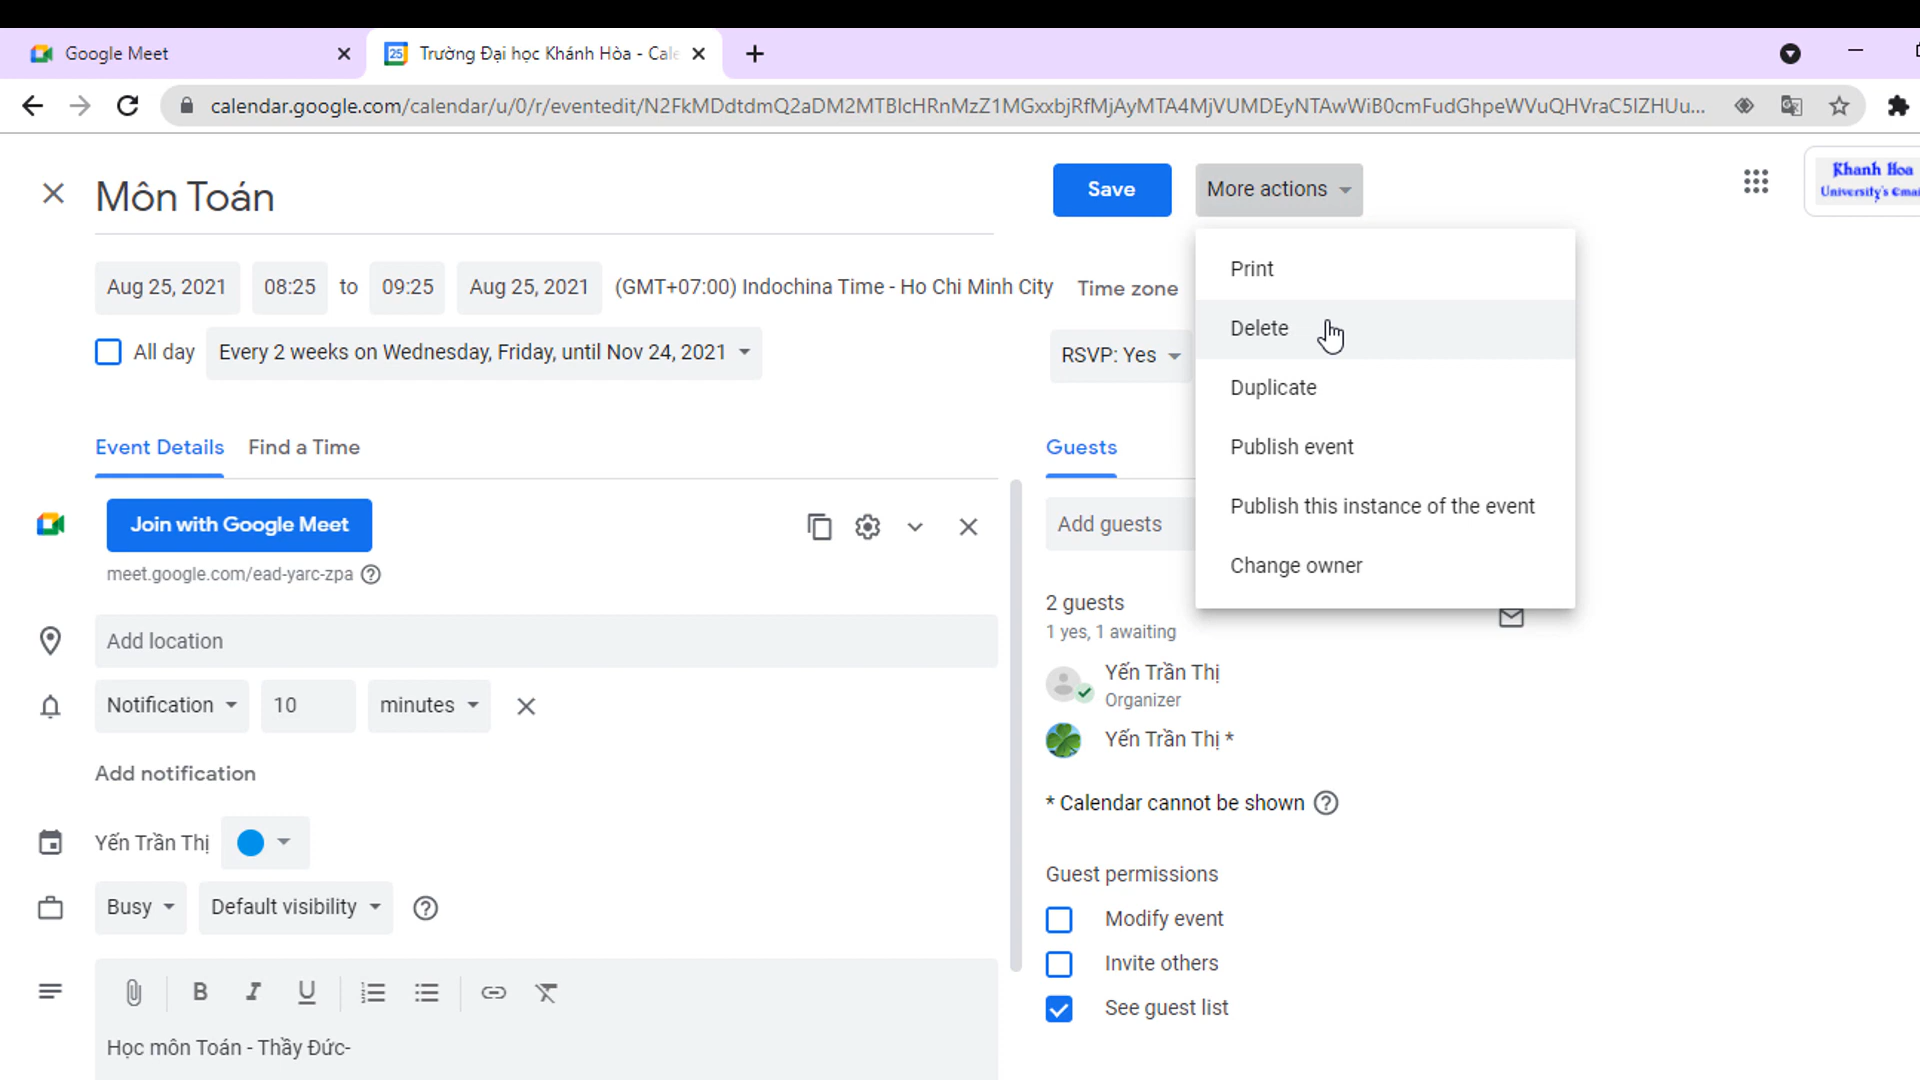 Google Meet
25
Trường Đại học Khánh Hòa - Cale
calendar.google.com/calendar/u/0/r/eventedit/N2FkMDdtdmQ2aDM2MTBlcHRnMzZ1MGxxbjRfMjAyMTA4MjVUMDEyNTAwWiB0cmFudGhpeWVuQHVraC5lZHUu...
Môn Toán
Save
More actions
Khanh Hoa
University's Emai
Aug 25, 2021
08:25
to
09:25
Aug 25, 2021
(GMT+07:00) Indochina Time - Ho Chi Minh City
Time zone
All day
Every 2 weeks on Wednesday, Friday, until Nov 24, 2021
RSVP: Yes
Print
Delete
Duplicate
Publish event
Publish this instance of the event
Change owner
Event Details
Find a Time
Join with Google Meet
meet.google.com/ead-yarc-zpa
Add location
Notification
10
minutes
Add notification
Yến Trần Thị
Busy
Default visibility
B I U
Học môn Toán - Thầy Đức-
Guests
Add guests
2 guests
1 yes, 1 awaiting
Yến Trần Thị
Organizer
Yến Trần Thị *
* Calendar cannot be shown
Guest permissions
Modify event
Invite others
See guest list